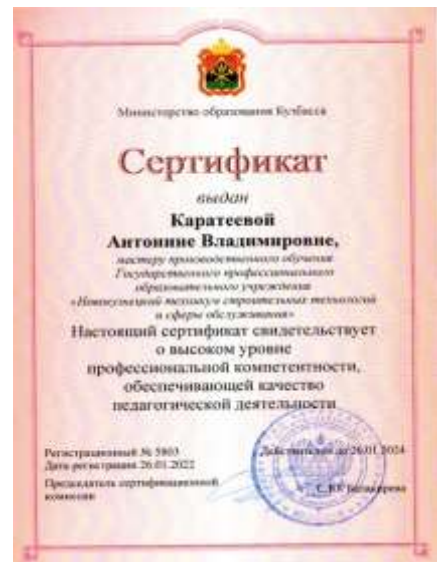 Министерство образования Кузбасса
Сертификат
выдан
Каратеевой
Антонине Владимировне,
мастеру производственного обучения
Государственного профессионального
образовательного учреждения
«Новокузнецкий техникум строительных технологий
и сферы обслуживания»
Настоящий сертификат свидетельствует
о высоком уровне
профессиональной компетентности,
обеспечивающей качество
педагогической деятельности
Регистрационный № 5803
Дата регистрации 26.01.2022
Действителен до 26.01.2024
Председатель сертификационной
комиссии